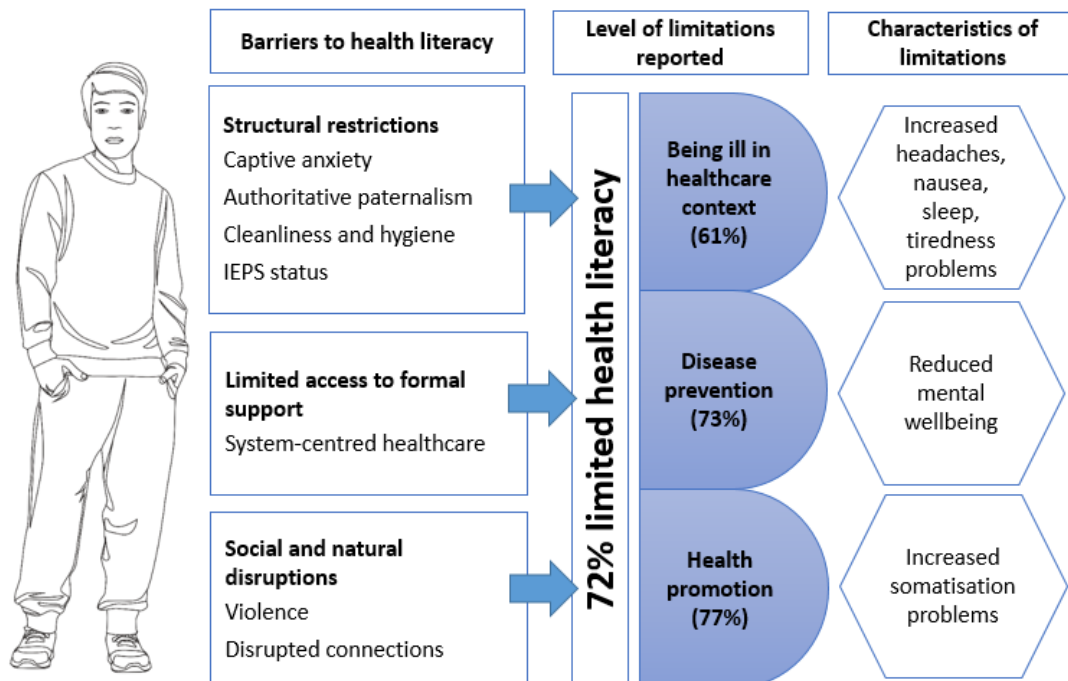 Barriers to health literacy
Level of limitations
reported
Characteristics of
limitations
Structural restrictions
Captive anxiety
Authoritative paternalism
Cleanliness and hygiene
IEPS status
Limited access to formal
support
System-centred healthcare
Social and natural
disruptions
Violence
Disrupted connections
72% limited health literacy
Being ill in
healthcare
context
(61%)
Disease
prevention
(73%)
Health
promotion
(77%)
Increased
headaches,
nausea,
sleep,
tiredness
problems
Reduced
mental
wellbeing
Increased
somatisation
problems